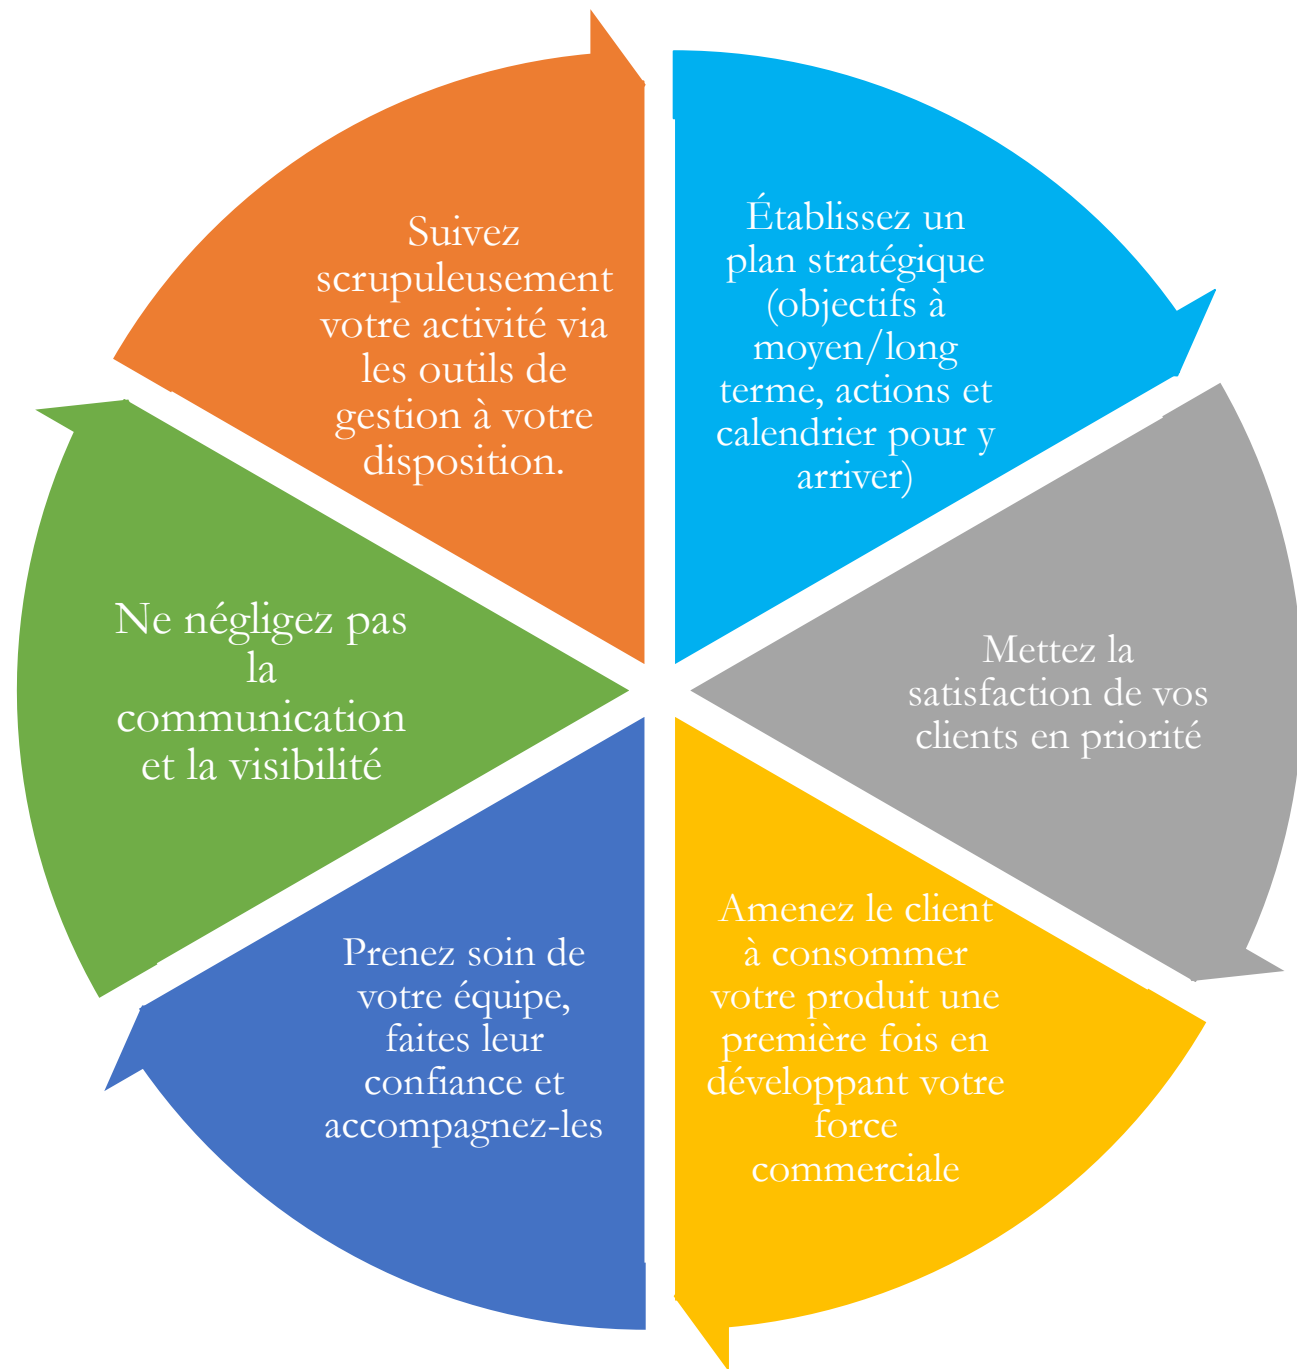 Établissez un
plan stratégique
(objectifs à
moyen/long
terme, actions et
calendrier pour y
arriver)
Mettez la
satisfaction de vos
clients en priorité
Amenez le client
à consommer
votre produit une
première fois en
développant votre
force
commerciale
Prenez soin de
votre équipe,
faites leur
confiance et
accompagnez-les
Ne négligez pas
la
communication
et la visibilité
Suivez
scrupuleusement
votre activité via
les outils de
gestion à votre
disposition.